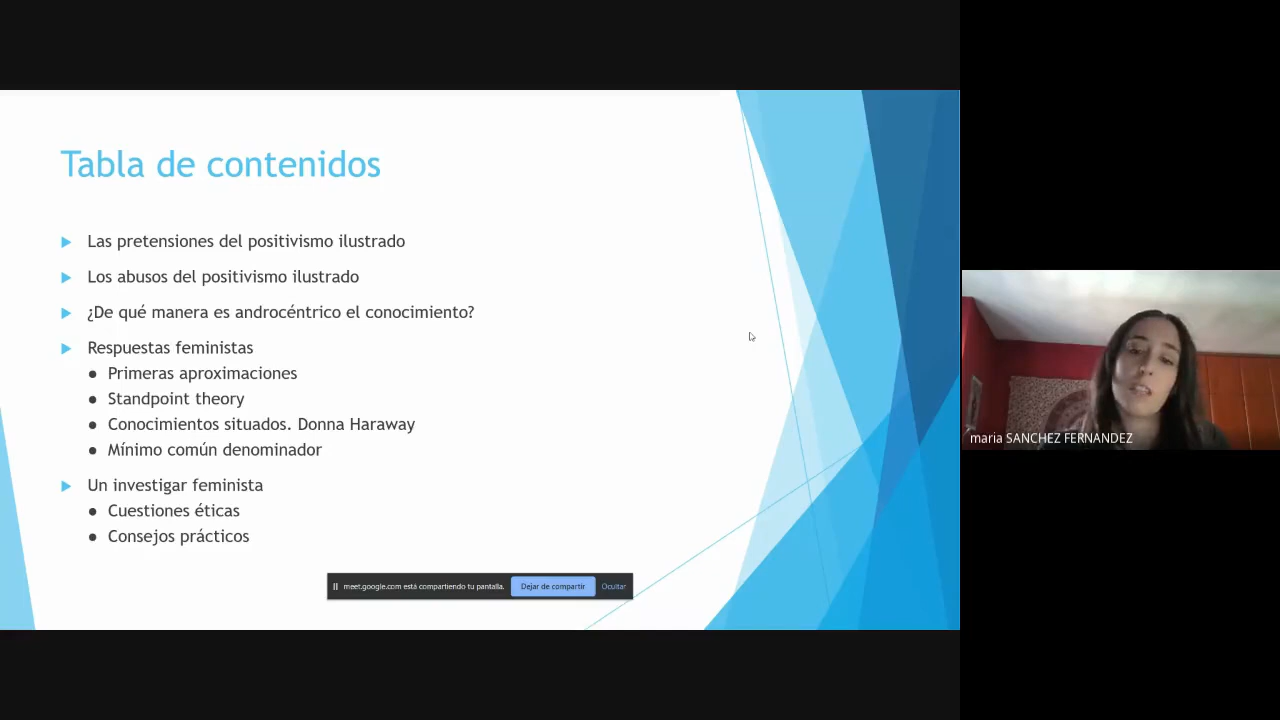 Tabla de contenidos
Las pretensiones del positivismo ilustrado
Los abusos del positivismo ilustrado
¿De qué manera es androcéntrico el conocimiento?
Respuestas feministas
Primeras aproximaciones
Standpoint theory
Conocimientos situados. Donna Haraway
Mínimo común denominador
Un investigar feminista
Cuestiones éticas
Consejos prácticos
meet.google.com está compartiendo tu pantalla. Dejar de compartir Ocultar
maria SANCHEZ FERNANDEZ